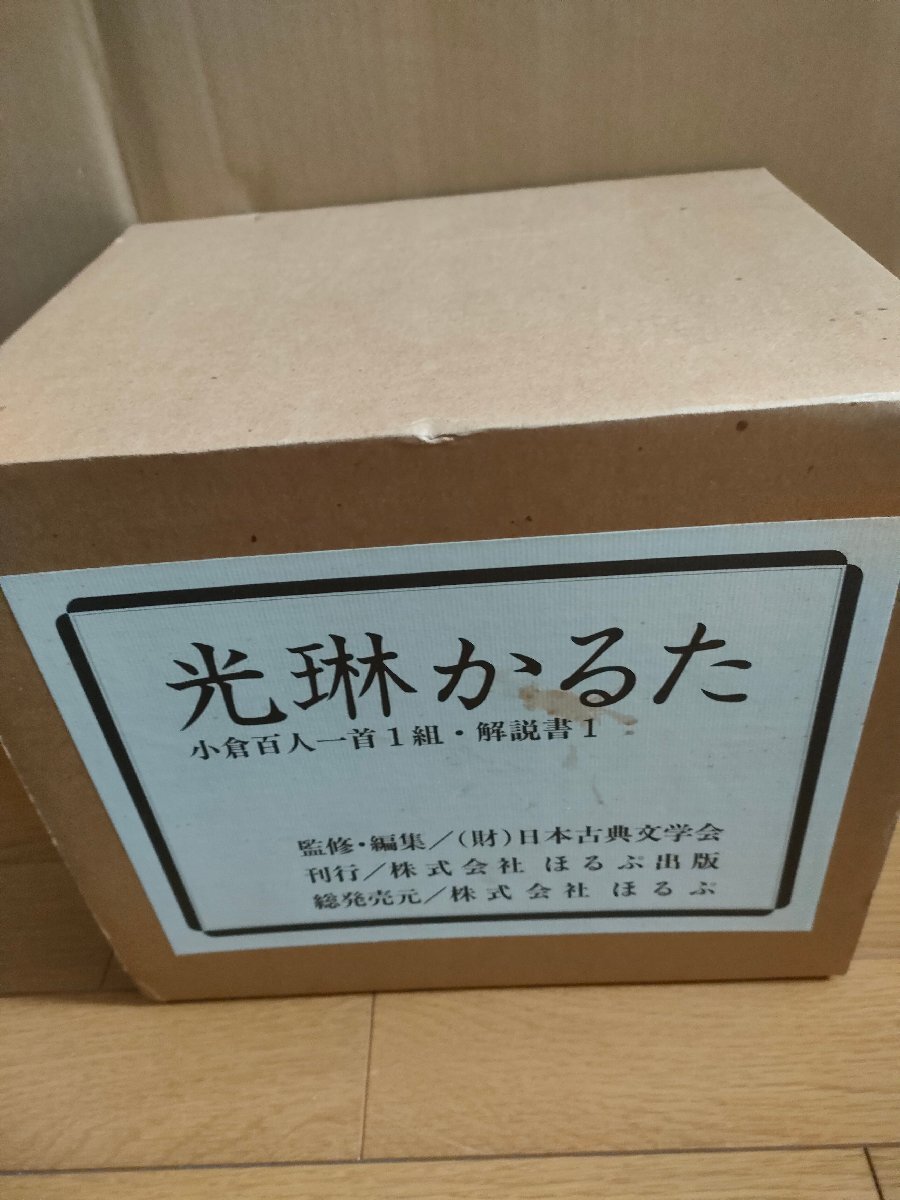 光琳かるた
小倉百人一首1組・解説書1
監修・編集/(財)日本古典文学会
刊行/株式会社 ほるぷ出版
総発売元/株式会社 ほるぷ